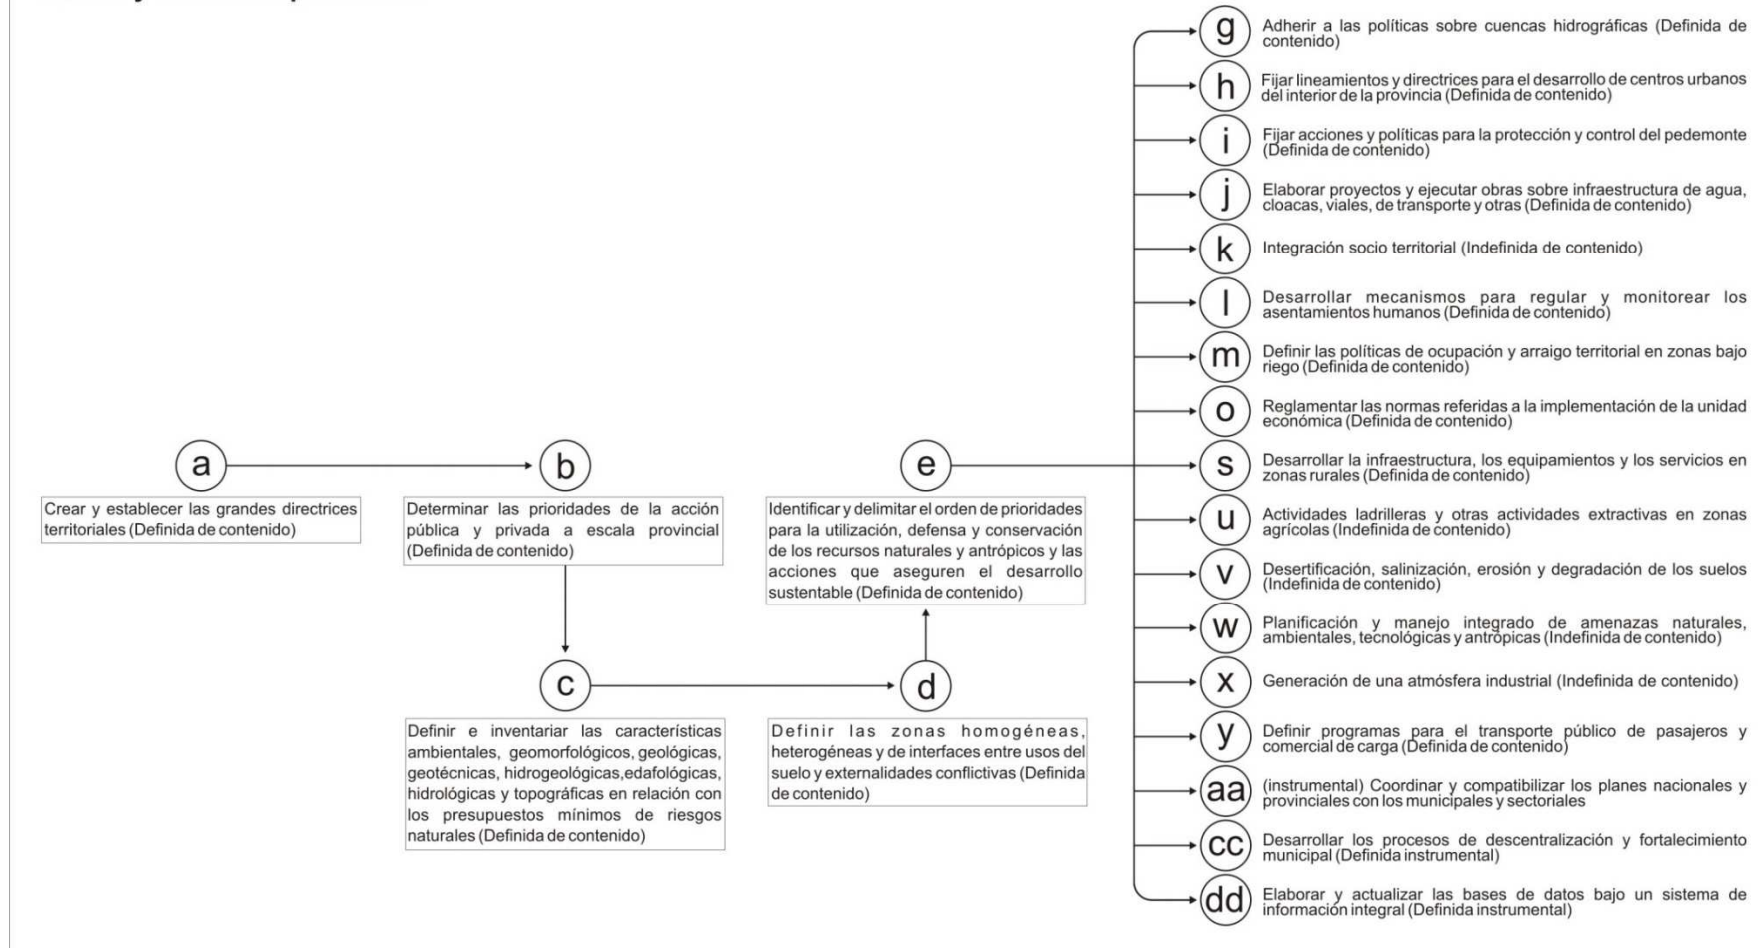 g
Adherir a las políticas sobre cuencas hidrográficas (Definida de
contenido)
h
Fijar lineamientos y directrices para el desarrollo de centros urbanos
del interior de la provincia (Definida de contenido)
i
Fijar acciones y políticas para la protección y control del pedemonte
(Definida de contenido)
j
Elaborar proyectos y ejecutar obras sobre infraestructura de agua,
cloacas, viales, de transporte y otras (Definida de contenido)
k
Integración socio territorial (Indefinida de contenido)
l
Desarrollar mecanismos para regular y monitorear los
asentamientos humanos (Definida de contenido)
m
Definir las políticas de ocupación y arraigo territorial en zonas bajo
riego (Definida de contenido)
o
Reglamentar las normas referidas a la implementación de la unidad
económica (Definida de contenido)
a
Crear y establecer las grandes directrices
territoriales (Definida de contenido)
b
Determinar las prioridades de la acción
pública y privada a escala provincial
(Definida de contenido)
e
Identificar y delimitar el orden de prioridades
para la utilización, defensa y conservación
de los recursos naturales y antrópicos y las
acciones que aseguren el desarrollo
sustentable (Definida de contenido)
s
Desarrollar la infraestructura, los equipamientos y los servicios en
zonas rurales (Definida de contenido)
u
Actividades ladrilleras y otras actividades extractivas en zonas
agrícolas (Indefinida de contenido)
v
Desertificación, salinización, erosión y degradación de los suelos
(Indefinida de contenido)
w
Planificación y manejo integrado de amenazas naturales,
ambientales, tecnológicas y antrópicas (Indefinida de contenido)
c
Definir e inventariar las características
ambientales, geomorfológicos, geológicas,
geotécnicas, hidrogeológicas,edafológicas,
hidrológicas y topográficas en relación con
los presupuestos mínimos de riesgos
naturales (Definida de contenido)
d
Definir las zonas homogéneas,
heterogéneas y de interfaces entre usos del
suelo y externalidades conflictivas (Definida
de contenido)
x
Generación de una atmósfera industrial (Indefinida de contenido)
y
Definir programas para el transporte público de pasajeros y
comercial de carga (Definida de contenido)
aa
(instrumental) Coordinar y compatibilizar los planes nacionales y
provinciales con los municipales y sectoriales
cc
Desarrollar los procesos de descentralización y fortalecimiento
municipal (Definida instrumental)
dd
Elaborar y actualizar las bases de datos bajo un sistema de
información integral (Definida instrumental)